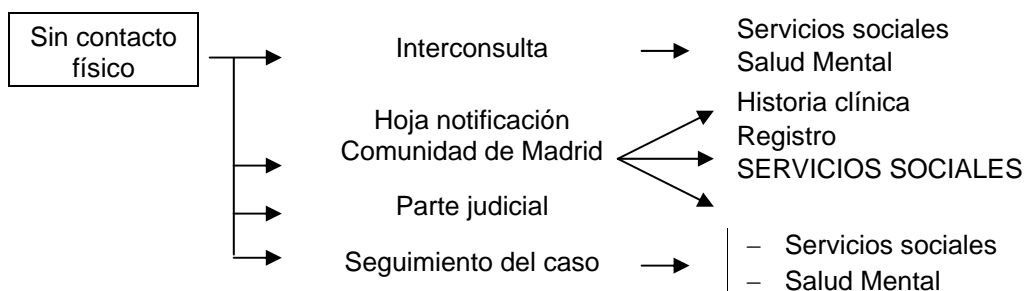 Sin contacto
físico
Interconsulta
Servicios sociales
Salud Mental
Hoja notificación
Comunidad de Madrid
Historia clínica
Registro
SERVICIOS SOCIALES
Parte judicial
Seguimiento del caso
– Servicios sociales
– Salud Mental